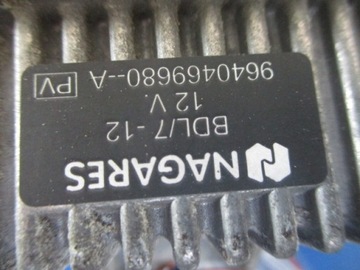 NAGARES
BDL/7-12
12 V.
9640469680--A PV